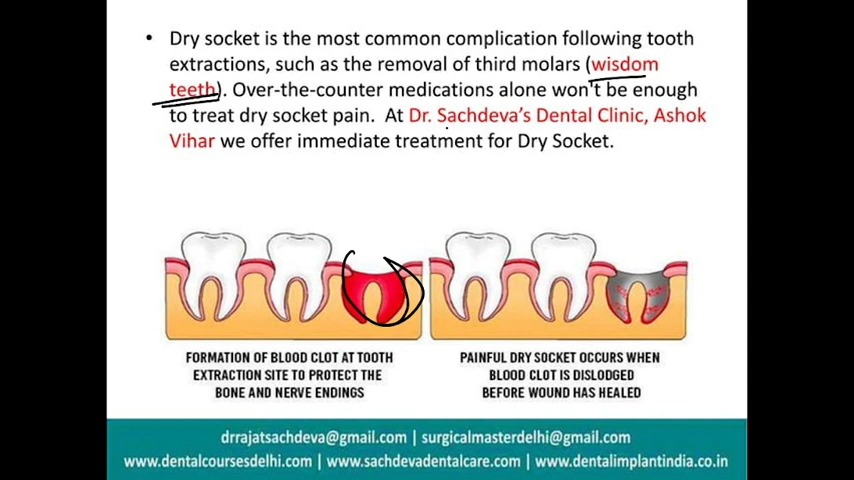 • Dry socket is the most common complication following tooth
extractions, such as the removal of third molars (wisdom
teeth). Over-the-counter medications alone won't be enough
to treat dry socket pain. At Dr. Sachdeva's Dental Clinic, Ashok
Vihar we offer immediate treatment for Dry Socket.
FORMATION OF BLOOD CLOT AT TOOTH
EXTRACTION SITE TO PROTECT THE
BONE AND NERVE ENDINGS
PAINFUL DRY SOCKET OCCURS WHEN
BLOOD CLOT IS DISLODGED
BEFORE WOUND HAS HEALED
drrajatsachdeva@gmail.com | surgicalmasterdelhi@gmail.com
www.dentalcoursesdelhi.com | www.sachdevadentalcare.com | www.dentalimplantindia.co.in